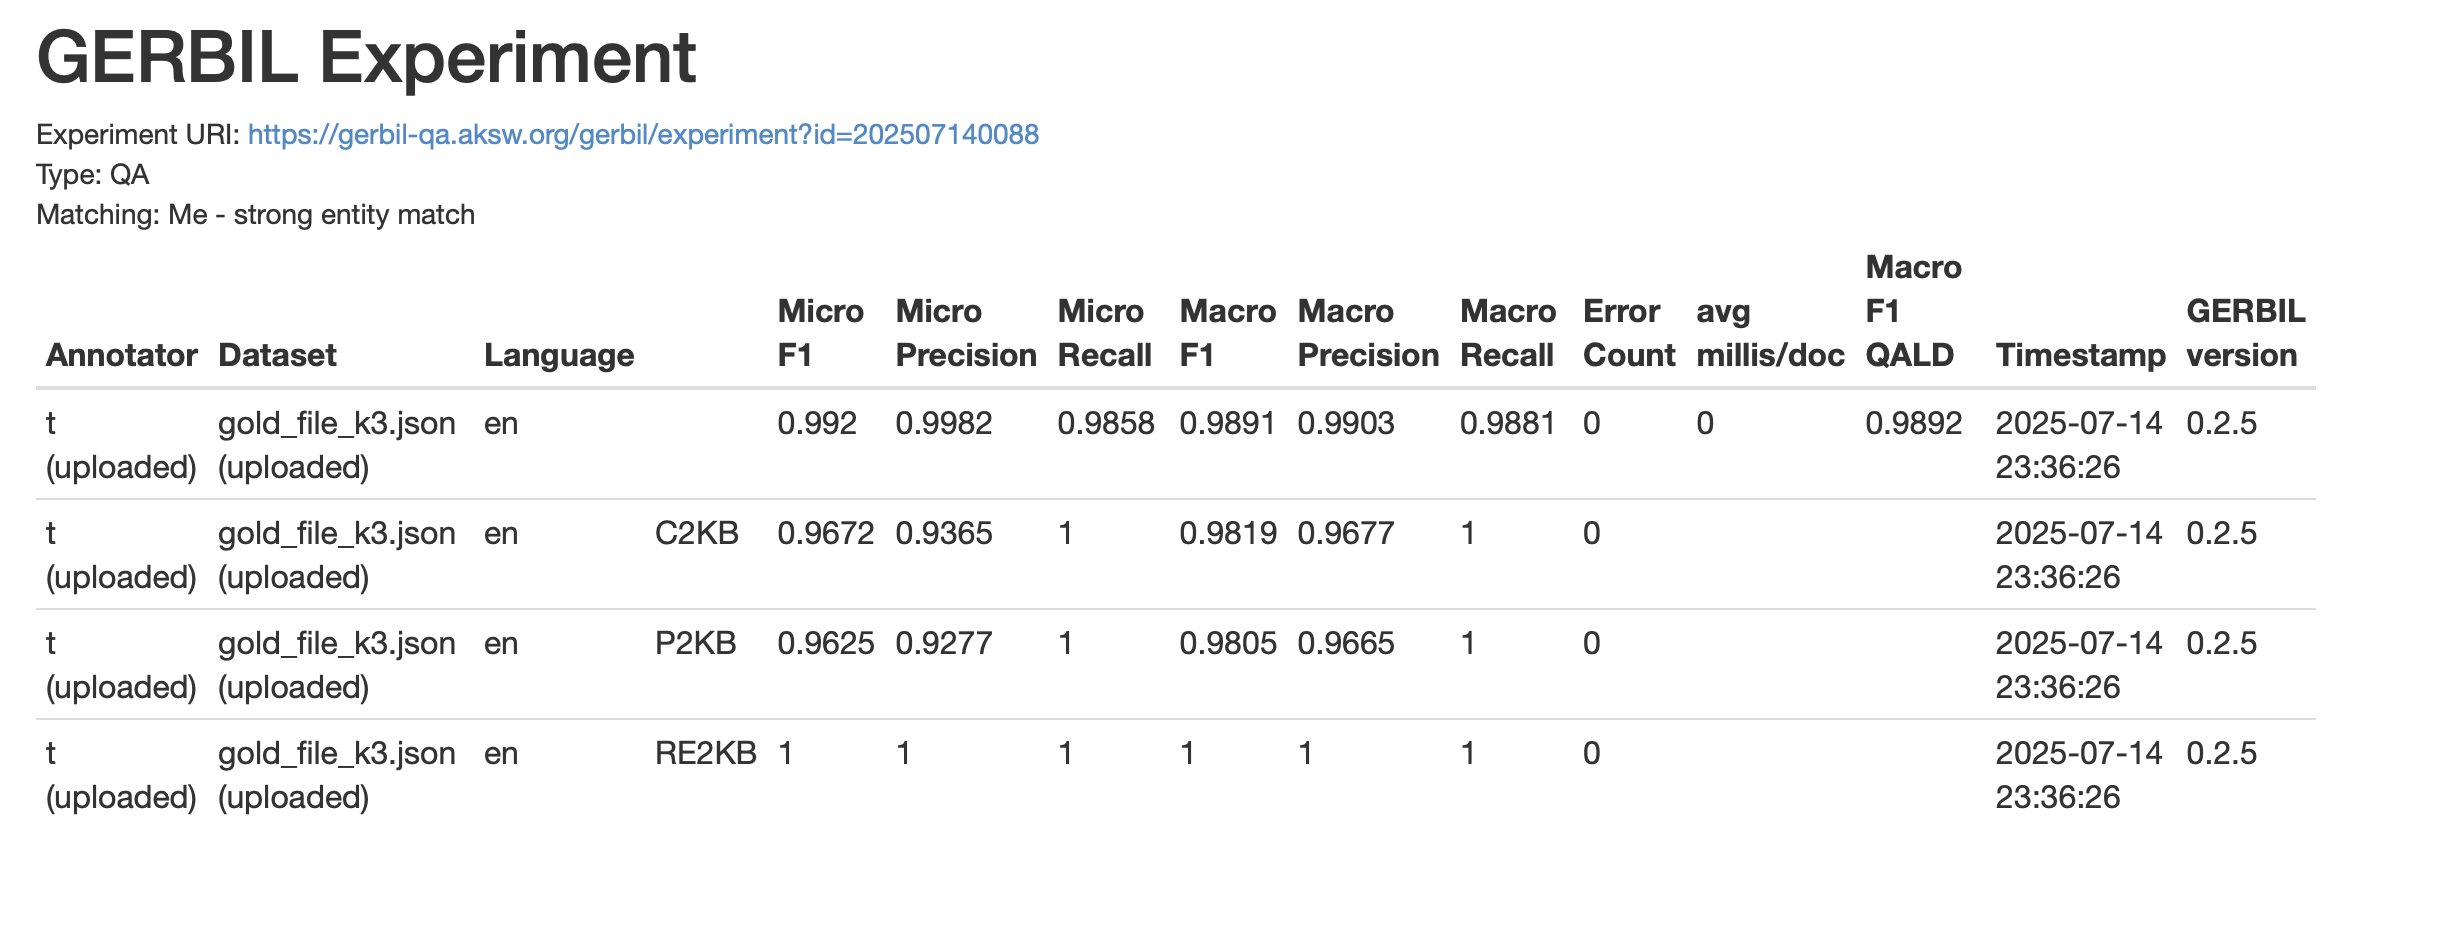 GERBIL Experiment
Experiment URI: https://gerbil-qa.aksw.org/gerbil/experiment?id=202507140088
Type: QA
Matching: Me - strong entity match
Annotator Dataset Language Micro F1 Micro Precision Micro Recall Macro F1 Macro Precision Macro Recall Error Count avg millis/doc Macro F1 QALD Timestamp GERBIL version
t (uploaded) gold_file_k3.json (uploaded) en 0.992 0.9982 0.9858 0.9891 0.9903 0.9881 0 0 0.9892 2025-07-14 23:36:26 0.2.5
t (uploaded) gold_file_k3.json (uploaded) en C2KB 0.9672 0.9365 1 0.9819 0.9677 1 0 2025-07-14 23:36:26 0.2.5
t (uploaded) gold_file_k3.json (uploaded) en P2KB 0.9625 0.9277 1 0.9805 0.9665 1 0 2025-07-14 23:36:26 0.2.5
t (uploaded) gold_file_k3.json (uploaded) en RE2KB 1 1 1 1 1 1 0 2025-07-14 23:36:26 0.2.5